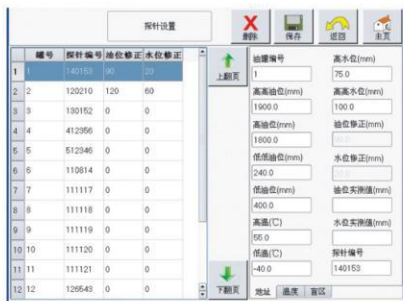 探针设置
删除 保存 返回 主页
罐号 探针编号 油位修正 水位修正
1 1 140153 90 20
2 2 120210 120 60
3 3 130152 0 0
4 4 412356 0 0
5 5 512346 0 0
6 6 110814 0 0
7 7 111117 0 0
8 8 111118 0 0
9 9 111119 0 0
10 10 111120 0 0
11 11 111121 0 0
12 12 126543 0 0
上翻页
下翻页
油罐编号 高水位(mm)
1 75.0
高高油位(mm) 高高水位(mm)
1900.0 100.0
高油位(mm) 油位修正(mm)
1800.0
低低油位(mm) 水位修正(mm)
240.0
低油位(mm) 油位实测值(mm)
400.0
高温(℃) 水位实测值(mm)
55.0
低温(℃) 探针编号
-40.0 140153
地址 温度 盲区